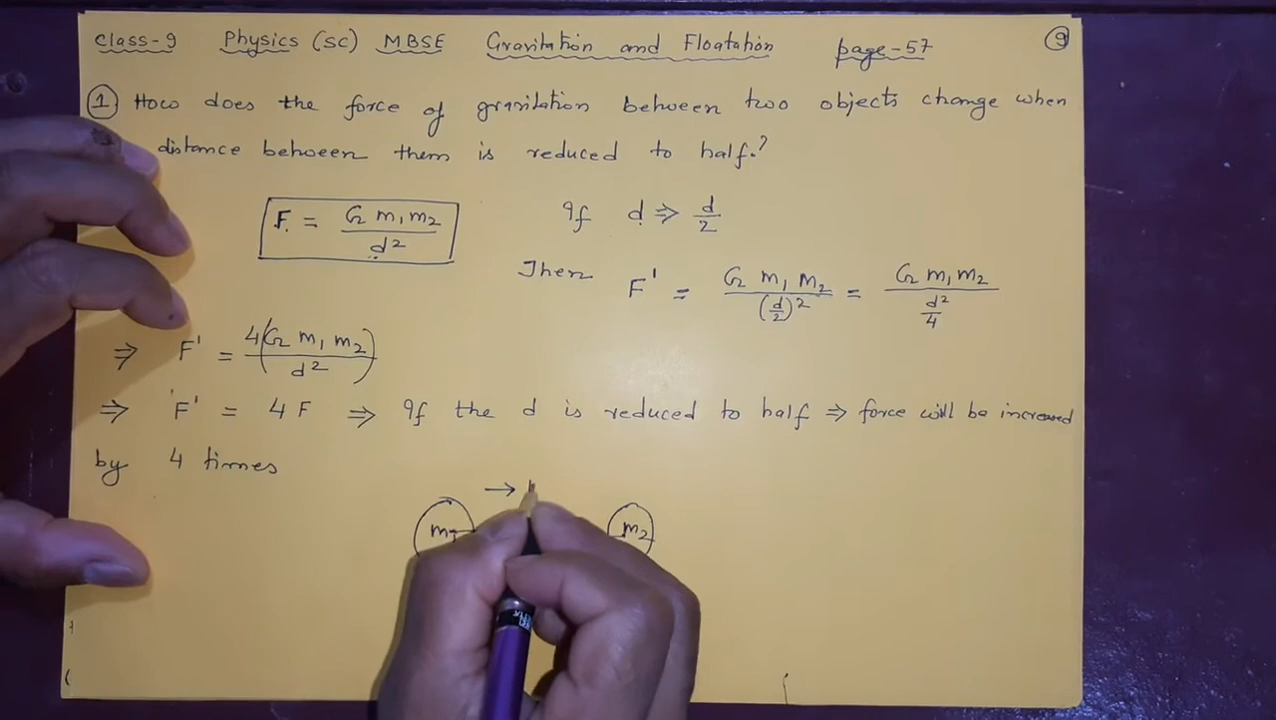 class-9 Physics (sc) MBSE Gravitation and Floatation page-57 9
1 How does the force of gravitation between two objects change when
distance between them is reduced to half.?
F = G m₁ m₂ / d² If d ⇒ d/2
Then F' = G m₁ m₂ / (d/2)² = G m₁ m₂ / d²/4
⇒ F' = 4(G m₁ m₂ / d²)
⇒ F' = 4 F ⇒ If the d is reduced to half ⇒ force will be increased
by 4 times
→
m₁ m₂